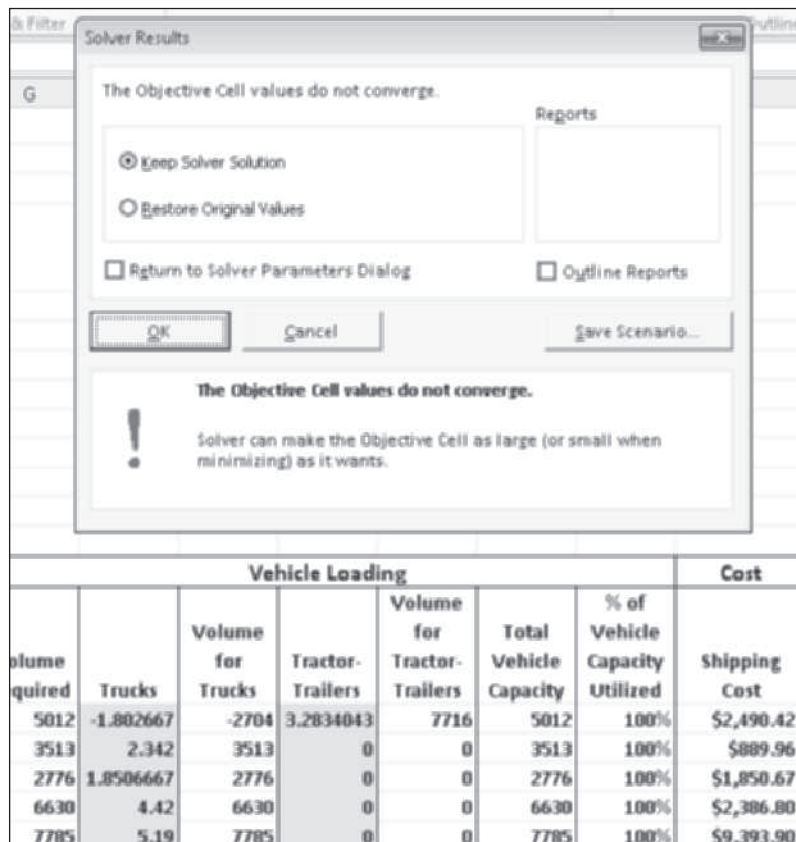 & Filter
Outline
Solver Results
G
The Objective Cell values do not converge.
Reports
Keep Solver Solution
Restore Original Values
Return to Solver Parameters Dialog
Outline Reports
OK
Cancel
Save Scenario...
The Objective Cell values do not converge.
Solver can make the Objective Cell as large (or small when
minimizing) as it wants.
Vehicle Loading Cost
olume
quired
Trucks
Volume
for
Trucks
Tractor-
Trailers
Volume
for
Tractor-
Trailers
Total
Vehicle
Capacity
% of
Vehicle
Capacity
Utilized
Shipping
Cost
5012 -1.802667 -2704 3.2834043 7716 5012 100% $2,490.42
3513 2.342 3513 0 0 3513 100% $889.96
2776 1.8506667 2776 0 0 2776 100% $1,850.67
6630 4.42 6630 0 0 6630 100% $2,386.80
7785 5.19 7785 0 0 7785 100% $9,393.90